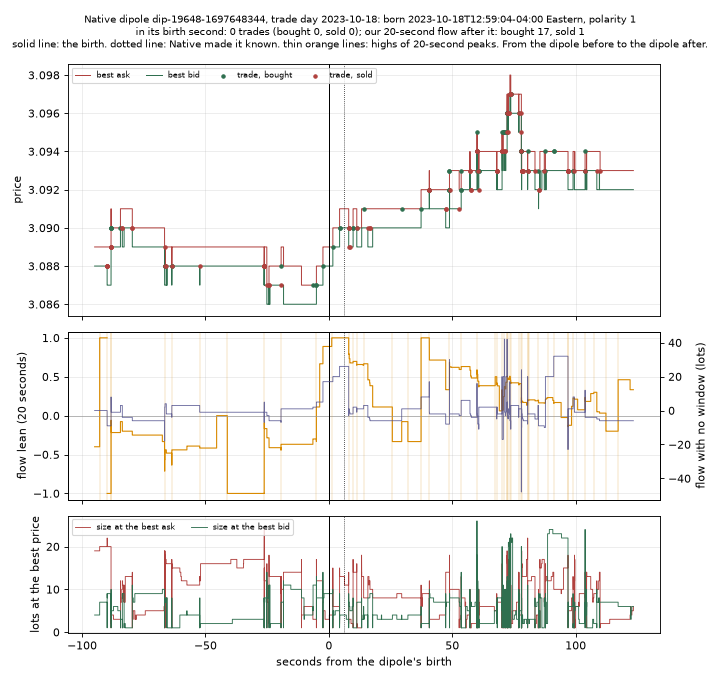 Native dipole dip-19648-1697648344, trade day 2023-10-18: born 2023-10-18T12:59:04-04:00 Eastern, polarity 1
in its birth second: 0 trades (bought 0, sold 0); our 20-second flow after it: bought 17, sold 1
solid line: the birth. dotted line: Native made it known. thin orange lines: highs of 20-second peaks. From the dipole before to the dipole after.
best ask
best bid
trade, bought
trade, sold
3.098
3.096
3.094
3.092
3.090
3.088
3.086
price
1.0
0.5
0.0
−0.5
−1.0
flow lean (20 seconds)
40
20
0
−20
−40
flow with no window (lots)
size at the best ask
size at the best bid
20
10
0
lots at the best price
−100
−50
0
50
100
seconds from the dipole's birth